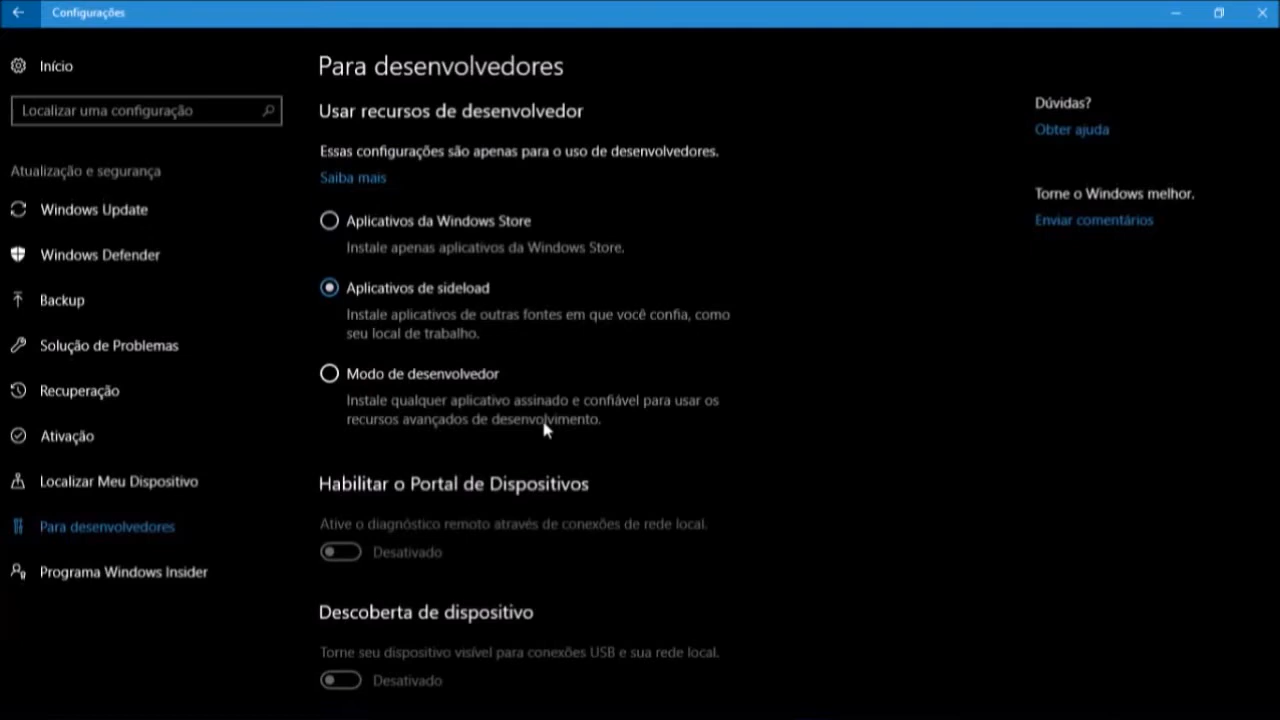 Configurações
Início
Localizar uma configuração
Atualização e segurança
Windows Update
Windows Defender
Backup
Solução de Problemas
Recuperação
Ativação
Localizar Meu Dispositivo
Para desenvolvedores
Programa Windows Insider
Para desenvolvedores
Usar recursos de desenvolvedor
Essas configurações são apenas para o uso de desenvolvedores.
Saiba mais
Aplicativos da Windows Store
Instale apenas aplicativos da Windows Store.
Aplicativos de sideload
Instale aplicativos de outras fontes em que você confia, como
seu local de trabalho.
Modo de desenvolvedor
Instale qualquer aplicativo assinado e confiável para usar os
recursos avançados de desenvolvimento.
Habilitar o Portal de Dispositivos
Ative o diagnóstico remoto através de conexões de rede local.
Desativado
Descoberta de dispositivo
Torne seu dispositivo visível para conexões USB e sua rede local.
Desativado
Dúvidas?
Obter ajuda
Torne o Windows melhor.
Enviar comentários